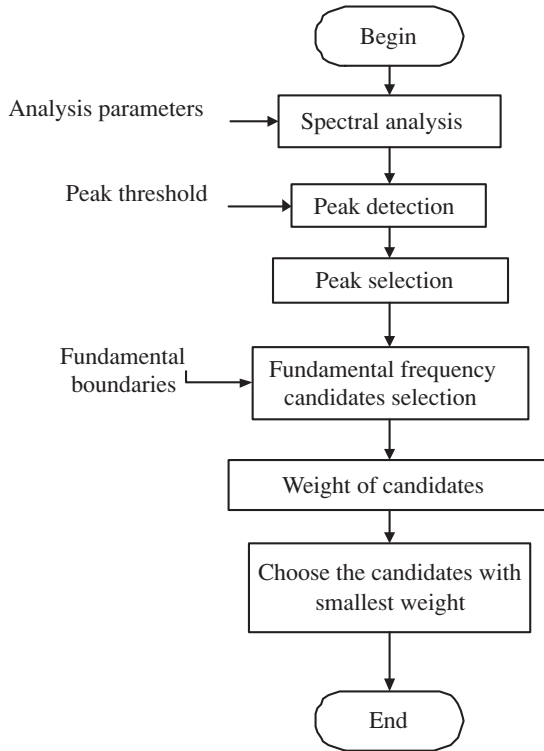 Begin
Analysis parameters
Spectral analysis
Peak threshold
Peak detection
Peak selection
Fundamental
boundaries
Fundamental frequency
candidates selection
Weight of candidates
Choose the candidates with
smallest weight
End